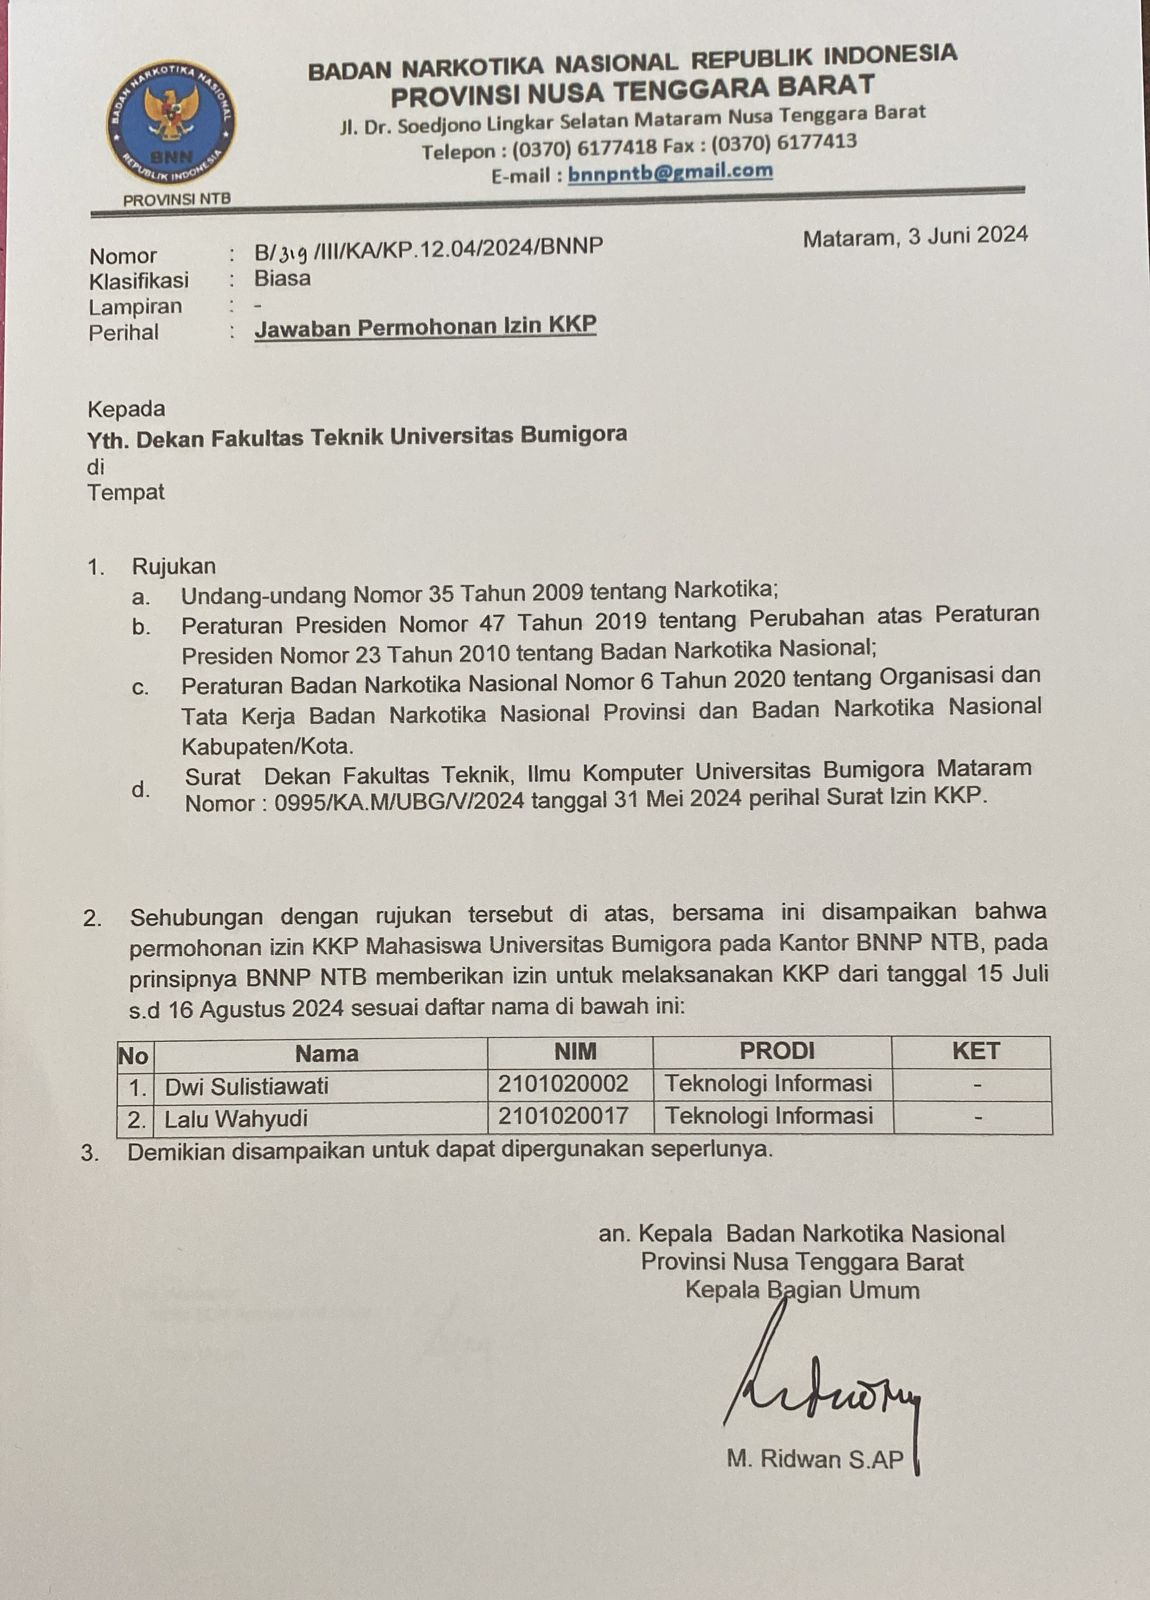 BADAN NARKOTIKA NASIONAL REPUBLIK INDONESIA
PROVINSI NUSA TENGGARA BARAT
Jl. Dr. Soedjono Lingkar Selatan Mataram Nusa Tenggara Barat
Telepon : (0370) 6177418 Fax : (0370) 6177413
E-mail : bnnpntb@gmail.com
BADAN NARKOTIKA NASIONAL
BNN
REPUBLIK INDONESIA
PROVINSI NTB
Mataram, 3 Juni 2024
Nomor : B/319/III/KA/KP.12.04/2024/BNNP
Klasifikasi : Biasa
Lampiran : -
Perihal : Jawaban Permohonan Izin KKP
Kepada
Yth. Dekan Fakultas Teknik Universitas Bumigora
di
Tempat
1. Rujukan
a. Undang-undang Nomor 35 Tahun 2009 tentang Narkotika;
b. Peraturan Presiden Nomor 47 Tahun 2019 tentang Perubahan atas Peraturan
Presiden Nomor 23 Tahun 2010 tentang Badan Narkotika Nasional;
c. Peraturan Badan Narkotika Nasional Nomor 6 Tahun 2020 tentang Organisasi dan
Tata Kerja Badan Narkotika Nasional Provinsi dan Badan Narkotika Nasional
Kabupaten/Kota.
d. Surat Dekan Fakultas Teknik, Ilmu Komputer Universitas Bumigora Mataram
Nomor : 0995/KA.M/UBG/V/2024 tanggal 31 Mei 2024 perihal Surat Izin KKP.
2. Sehubungan dengan rujukan tersebut di atas, bersama ini disampaikan bahwa
permohonan izin KKP Mahasiswa Universitas Bumigora pada Kantor BNNP NTB, pada
prinsipnya BNNP NTB memberikan izin untuk melaksanakan KKP dari tanggal 15 Juli
s.d 16 Agustus 2024 sesuai daftar nama di bawah ini:
No Nama NIM PRODI KET
1. Dwi Sulistiawati 2101020002 Teknologi Informasi -
2. Lalu Wahyudi 2101020017 Teknologi Informasi -
3. Demikian disampaikan untuk dapat dipergunakan seperlunya.
an. Kepala Badan Narkotika Nasional
Provinsi Nusa Tenggara Barat
Kepala Bagian Umum
M. Ridwan S.AP